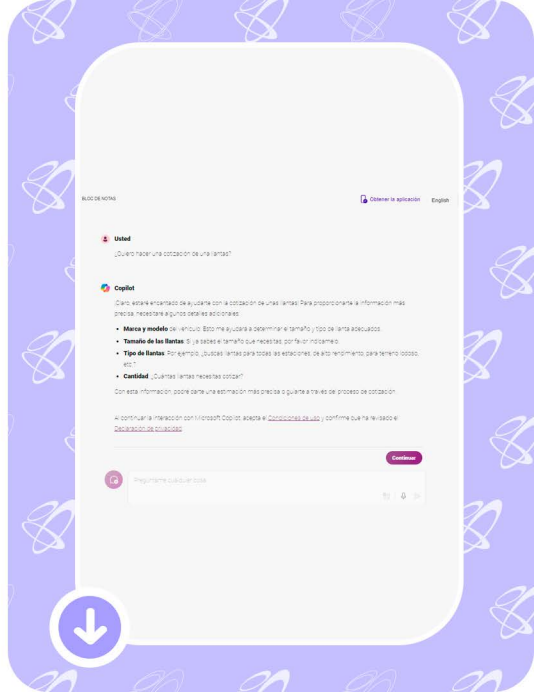 BLOC DE NOTAS
Obtener la aplicación
English
Usted
¿Quiero hacer una cotización de una llantas?
Copilot
¡Claro, estaré encantado de ayudarte con la cotización de unas llantas! Para proporcionarte la información más
precisa, necesitaré algunos detalles adicionales:
• Marca y modelo del vehículo: Esto me ayudará a determinar el tamaño y tipo de llanta adecuados.
• Tamaño de las llantas: Si ya sabes el tamaño que necesitas, por favor indícamelo.
• Tipo de llantas: Por ejemplo, ¿buscas llantas para todas las estaciones, de alto rendimiento, para terreno lodoso,
etc.?
• Cantidad: ¿Cuántas llantas necesitas cotizar?
Con esta información, podré darte una estimación más precisa o guiarte a través del proceso de cotización.
Al continuar la interacción con Microsoft Copilot, acepta el Condiciones de uso y confirme que ha revisado el
Declaración de privacidad.
Continuar
Pregúntame cualquier cosa